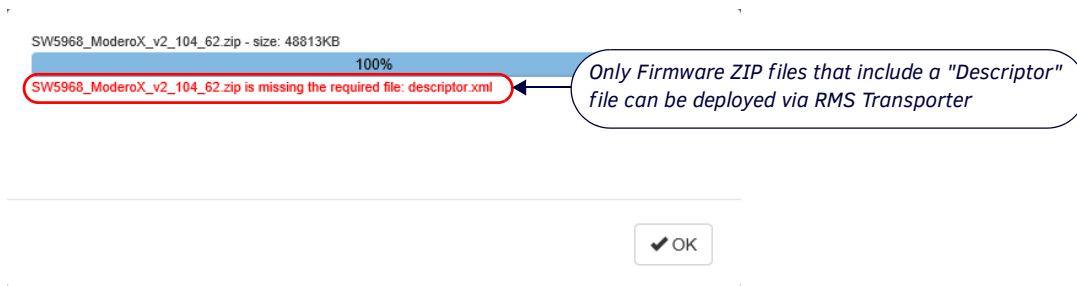 SW5968_ModeroX_v2_104_62.zip - size: 48813KB
100%
SW5968_ModeroX_v2_104_62.zip is missing the required file: descriptor.xml
Only Firmware ZIP files that include a "Descriptor"
file can be deployed via RMS Transporter
OK